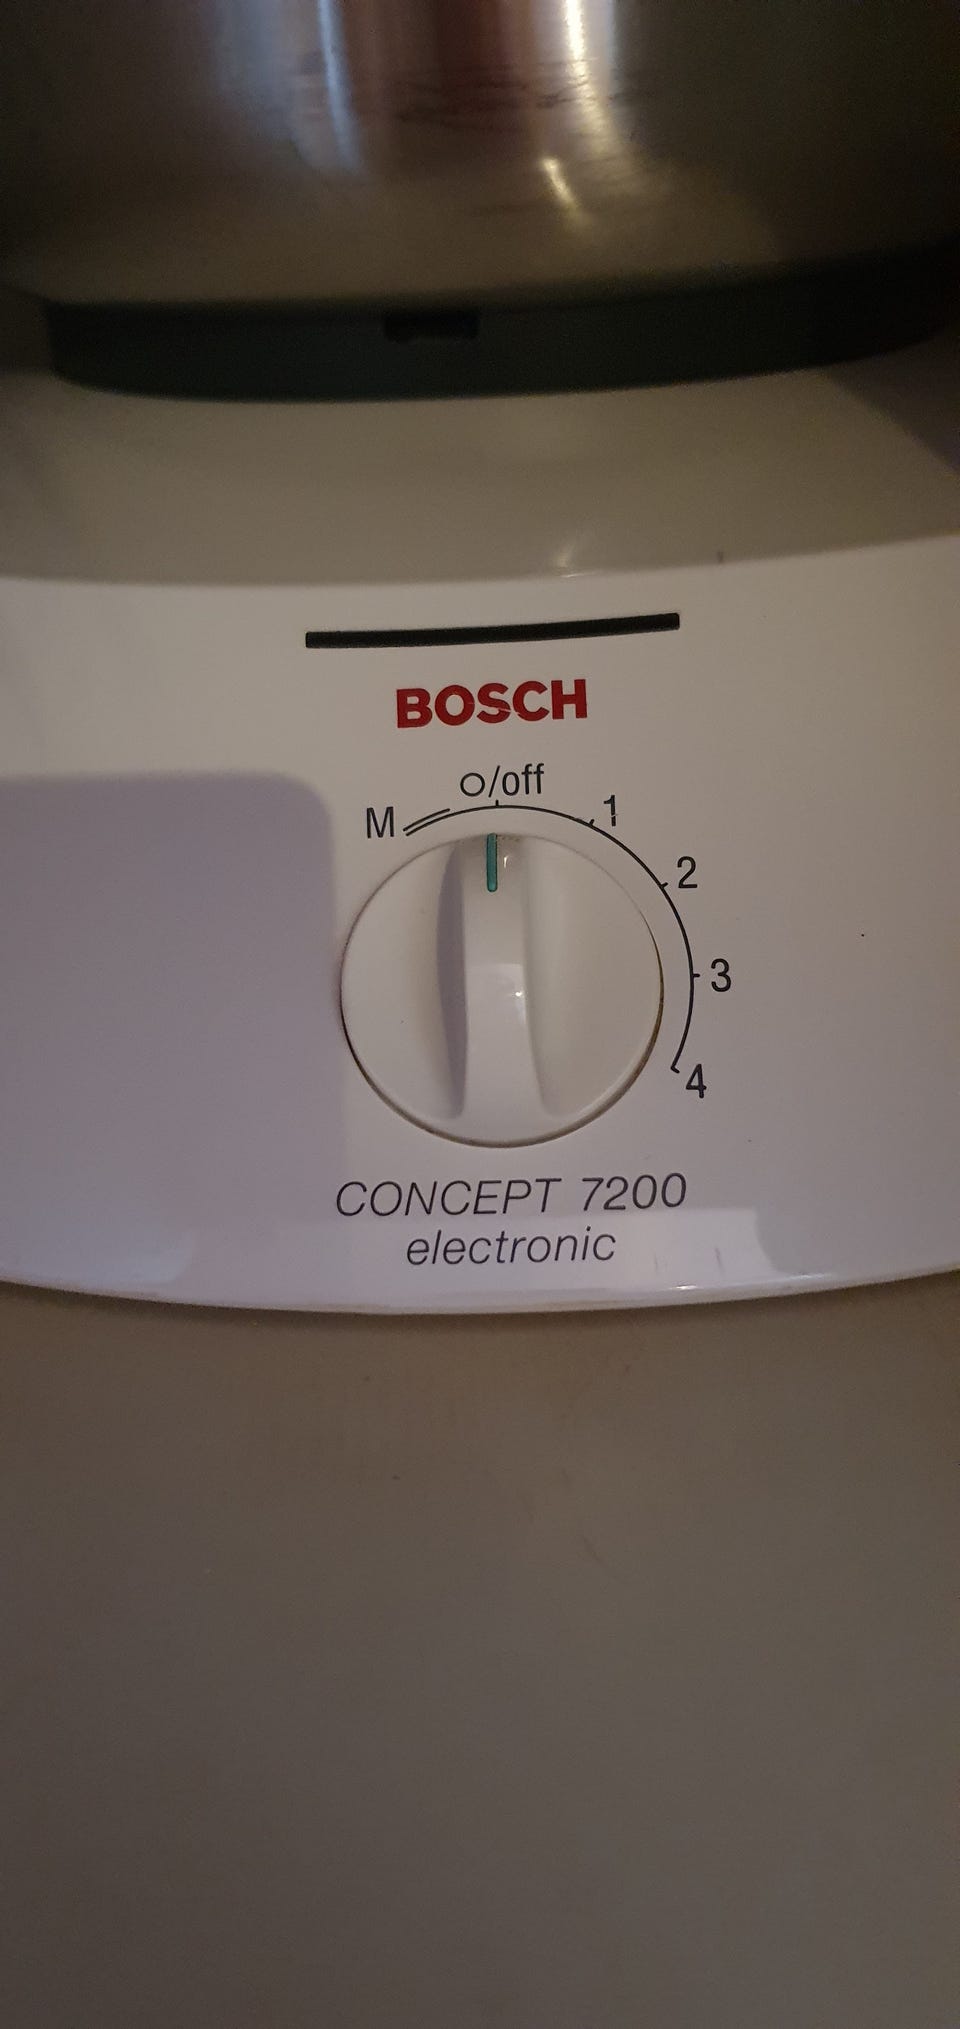 BOSCH
O/off
M
1
2
3
4
CONCEPT 7200
electronic